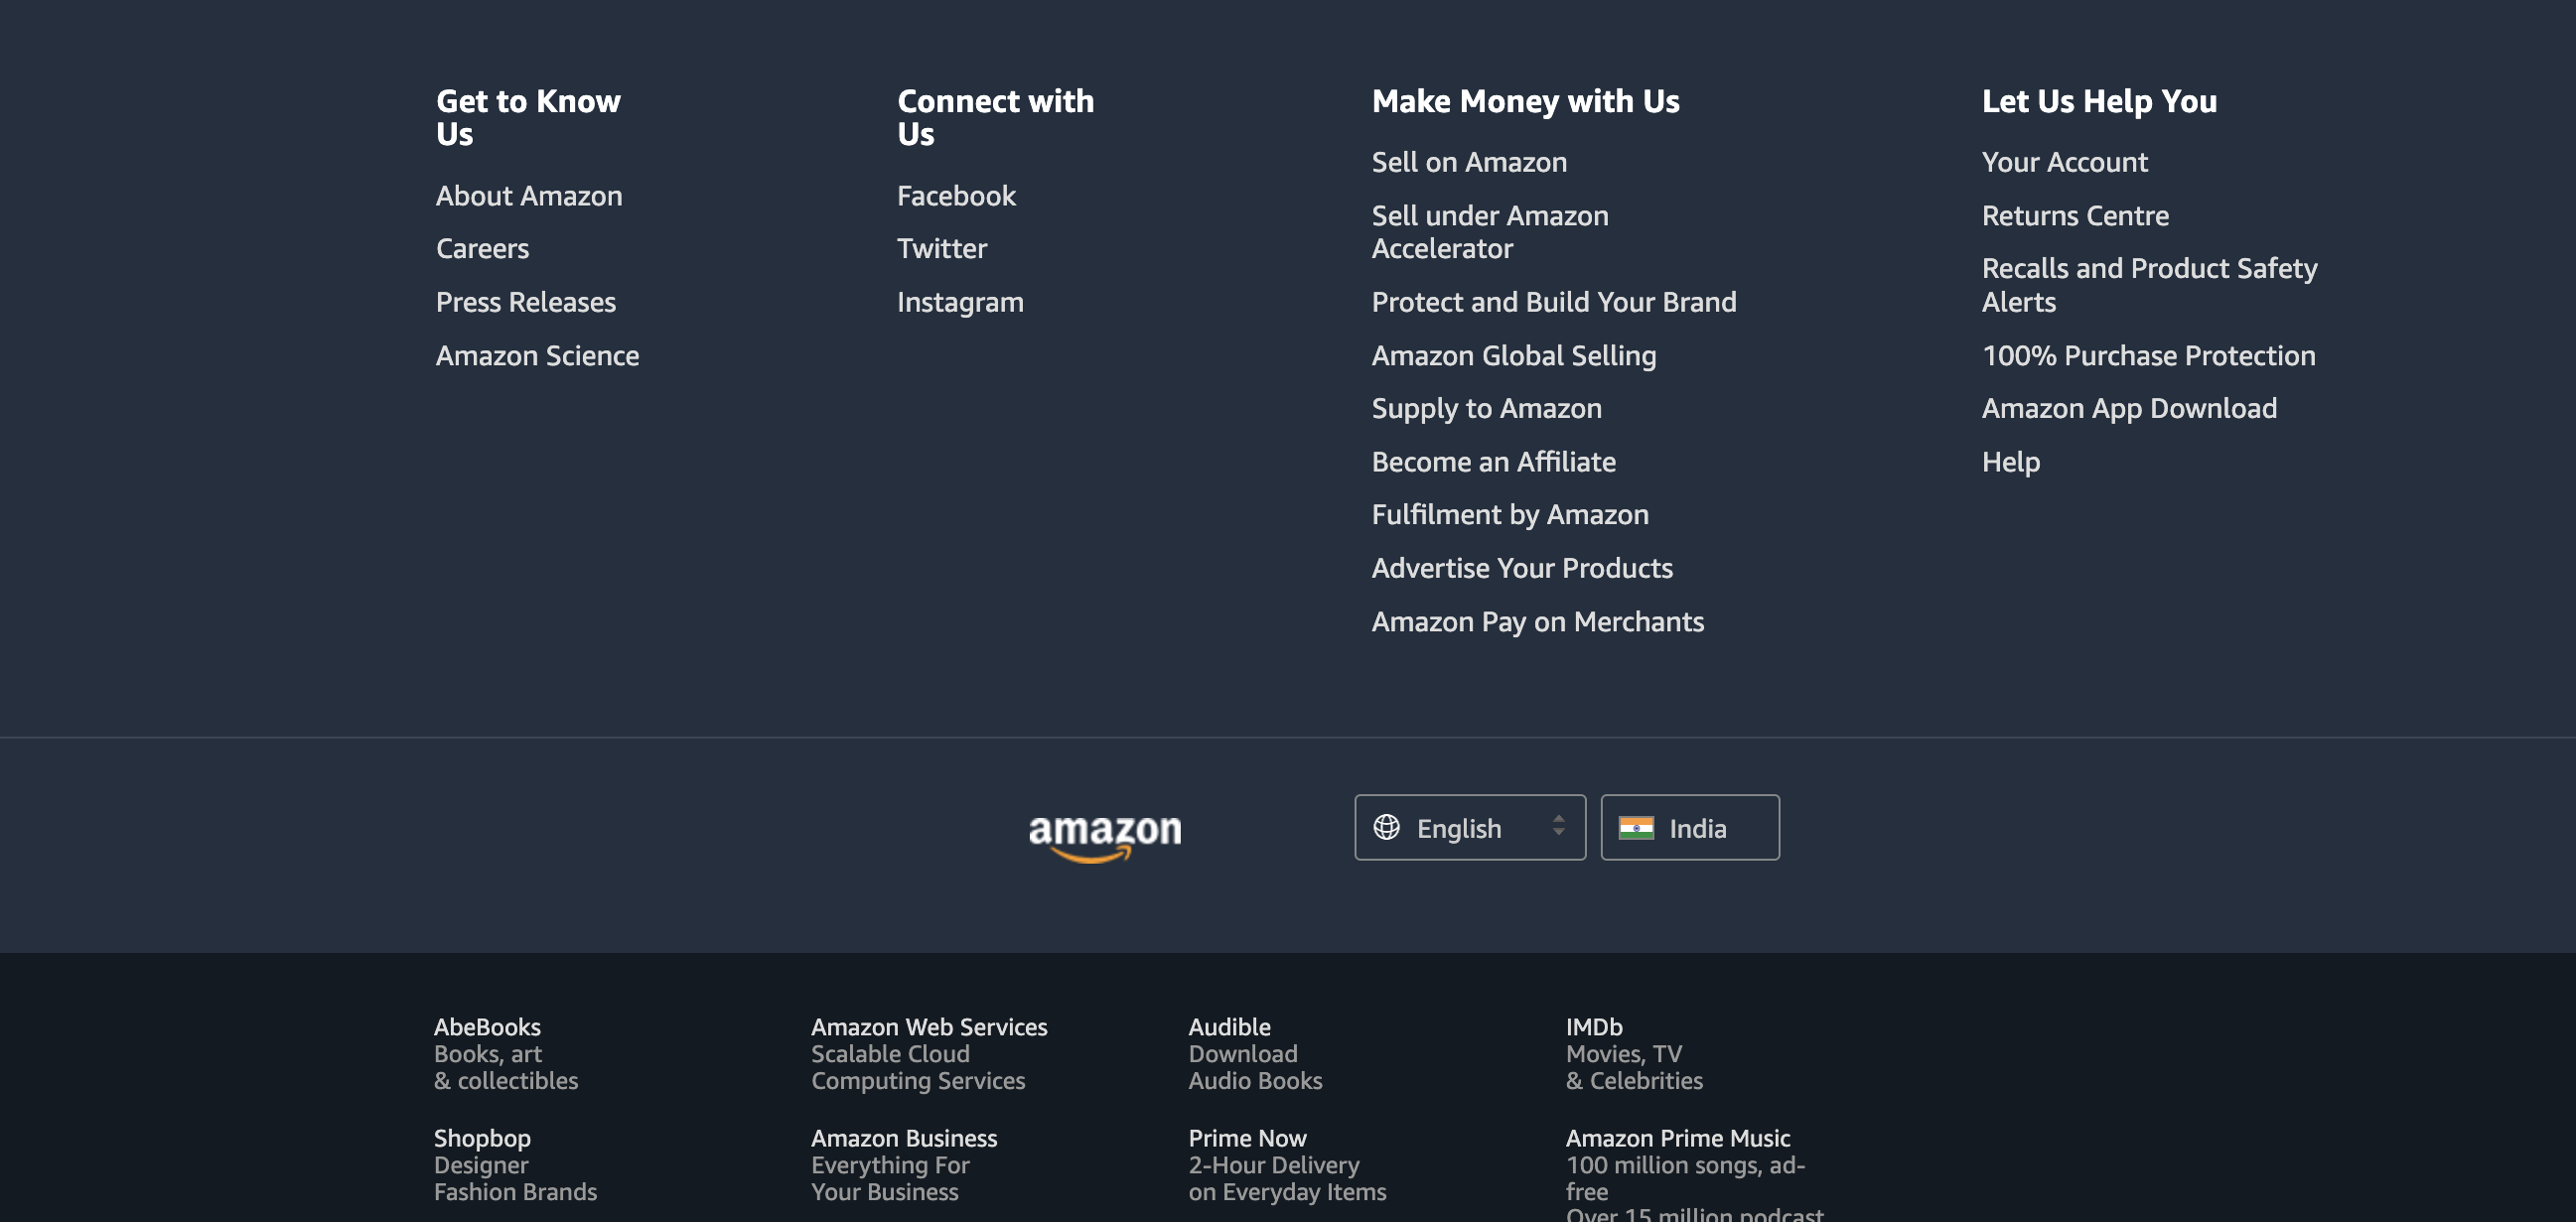 Get to Know
Us
About Amazon
Careers
Press Releases
Amazon Science
Connect with
Us
Facebook
Twitter
Instagram
Make Money with Us
Sell on Amazon
Sell under Amazon
Accelerator
Protect and Build Your Brand
Amazon Global Selling
Supply to Amazon
Become an Affiliate
Fulfilment by Amazon
Advertise Your Products
Amazon Pay on Merchants
Let Us Help You
Your Account
Returns Centre
Recalls and Product Safety
Alerts
100% Purchase Protection
Amazon App Download
Help
amazon
English
India
AbeBooks
Books, art
& collectibles
Amazon Web Services
Scalable Cloud
Computing Services
Audible
Download
Audio Books
IMDb
Movies, TV
& Celebrities
Shopbop
Designer
Fashion Brands
Amazon Business
Everything For
Your Business
Prime Now
2-Hour Delivery
on Everyday Items
Amazon Prime Music
100 million songs, ad-
free
Over 15 million podcast